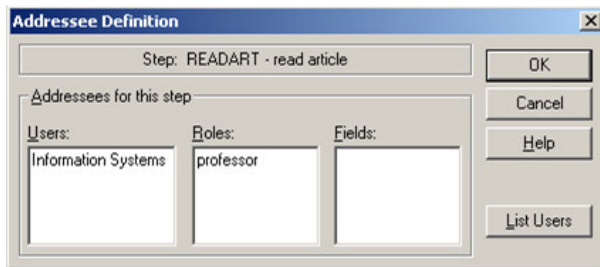 Addressee Definition
Step: READART - read article
OK
Addressees for this step
Cancel
Users: Roles: Fields:
Help
Information Systems professor
List Users